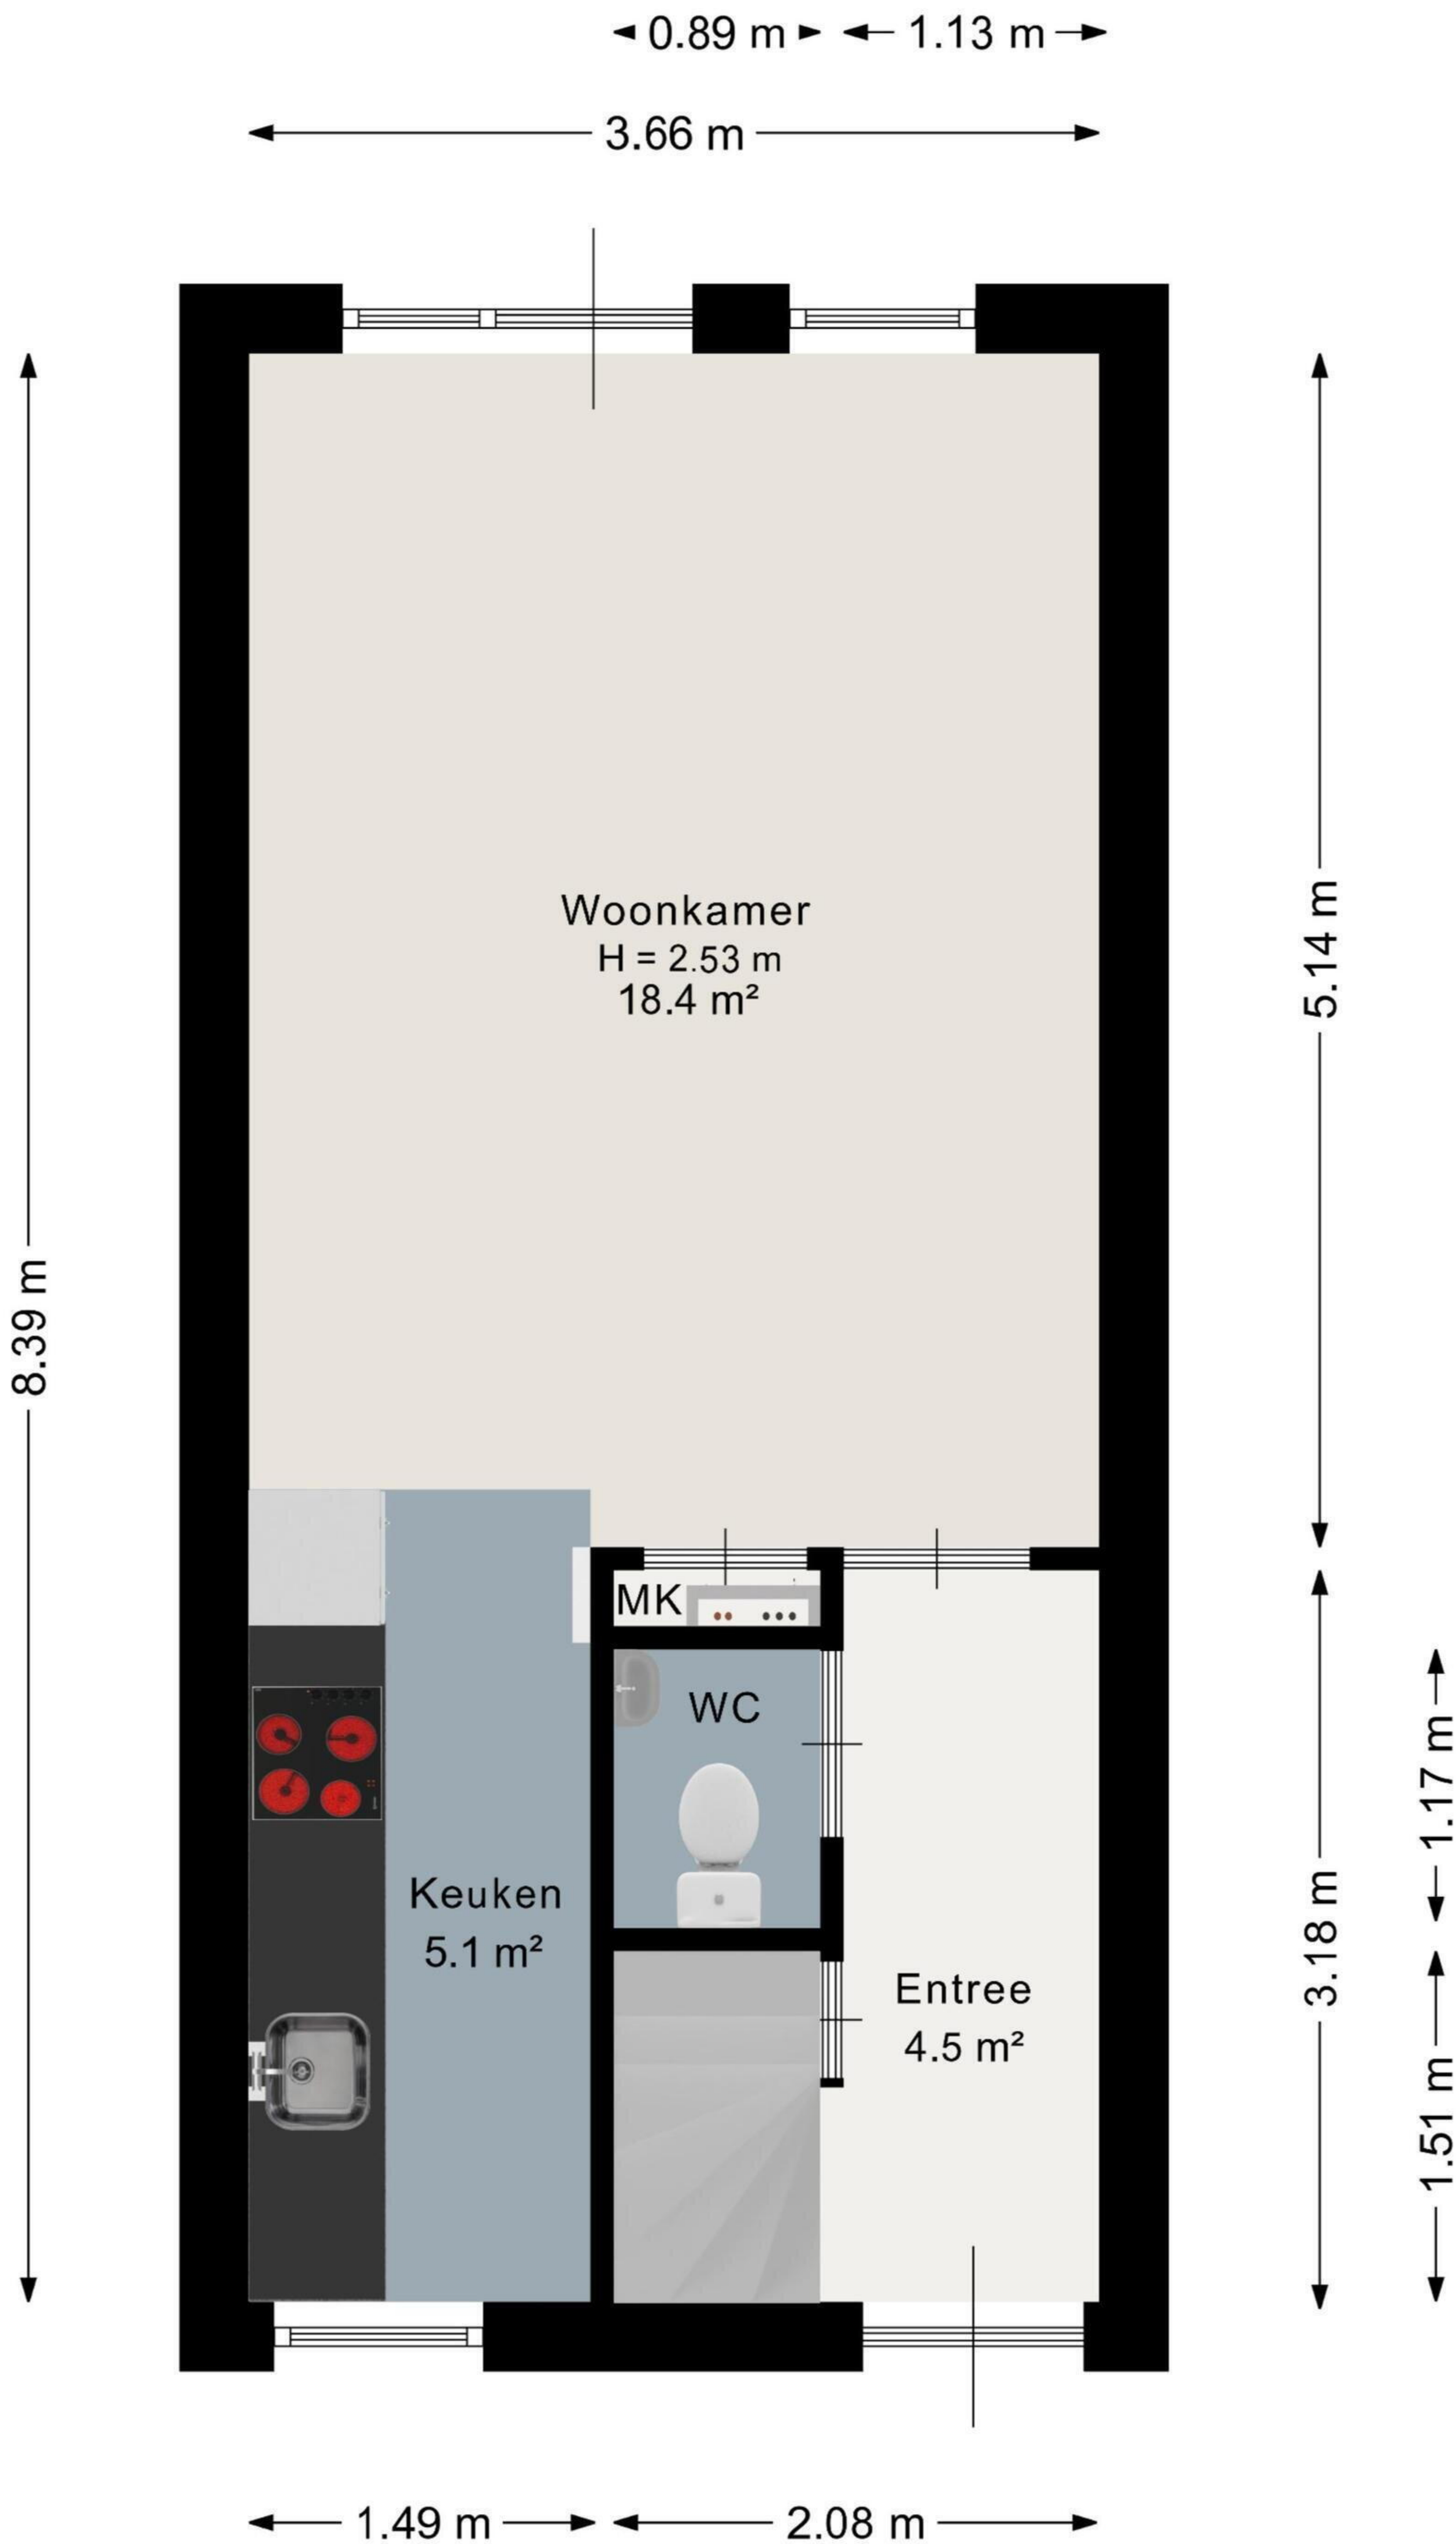 0.89 m
1.13 m
3.66 m
8.39 m
5.14 m
Woonkamer
H = 2.53 m
18.4 m²
MK
WC
1.17 m
Keuken
5.1 m²
3.18 m
Entree
4.5 m²
1.51 m
1.49 m
2.08 m